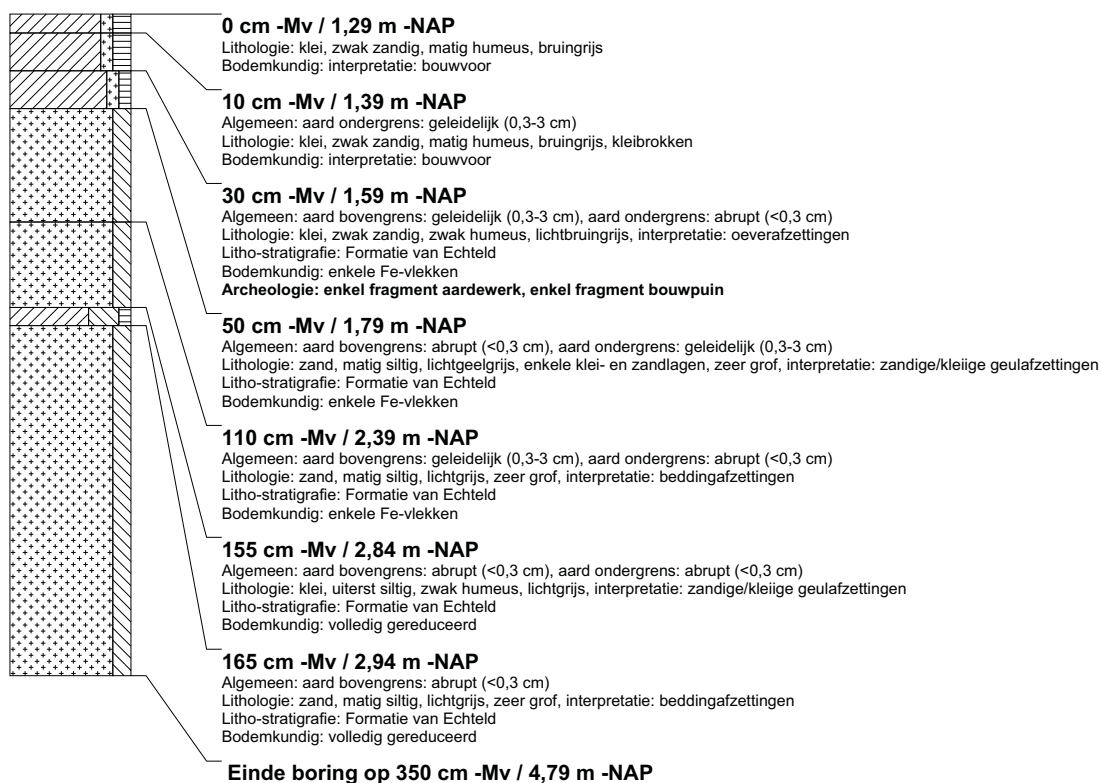 0 cm -Mv / 1,29 m -NAP
Lithologie: klei, zwak zandig, matig humeus, bruingrijs
Bodemkundig: interpretatie: bouwvoor
10 cm -Mv / 1,39 m -NAP
Algemeen: aard ondergrens: geleidelijk (0,3-3 cm)
Lithologie: klei, zwak zandig, matig humeus, bruingrijs, kleibrokken
Bodemkundig: interpretatie: bouwvoor
30 cm -Mv / 1,59 m -NAP
Algemeen: aard bovengrens: geleidelijk (0,3-3 cm), aard ondergrens: abrupt (<0,3 cm)
Lithologie: klei, zwak zandig, zwak humeus, lichtbruingrijs, interpretatie: oeverafzettingen
Litho-stratigrafie: Formatie van Echteld
Bodemkundig: enkele Fe-vlekken
Archeologie: enkel fragment aardewerk, enkel fragment bouwpuin
50 cm -Mv / 1,79 m -NAP
Algemeen: aard bovengrens: abrupt (<0,3 cm), aard ondergrens: geleidelijk (0,3-3 cm)
Lithologie: zand, matig siltig, lichtgeelgrijs, enkele klei- en zandlagen, zeer grof, interpretatie: zandige/kleiige geulafzettingen
Litho-stratigrafie: Formatie van Echteld
Bodemkundig: enkele Fe-vlekken
110 cm -Mv / 2,39 m -NAP
Algemeen: aard bovengrens: geleidelijk (0,3-3 cm), aard ondergrens: abrupt (<0,3 cm)
Lithologie: zand, matig siltig, lichtgrijs, zeer grof, interpretatie: beddingafzettingen
Litho-stratigrafie: Formatie van Echteld
Bodemkundig: enkele Fe-vlekken
155 cm -Mv / 2,84 m -NAP
Algemeen: aard bovengrens: abrupt (<0,3 cm), aard ondergrens: abrupt (<0,3 cm)
Lithologie: klei, uiterst siltig, zwak humeus, lichtgrijs, interpretatie: zandige/kleiige geulafzettingen
Litho-stratigrafie: Formatie van Echteld
Bodemkundig: volledig gereduceerd
165 cm -Mv / 2,94 m -NAP
Algemeen: aard bovengrens: abrupt (<0,3 cm)
Lithologie: zand, matig siltig, lichtgrijs, zeer grof, interpretatie: beddingafzettingen
Litho-stratigrafie: Formatie van Echteld
Bodemkundig: volledig gereduceerd
Einde boring op 350 cm -Mv / 4,79 m -NAP